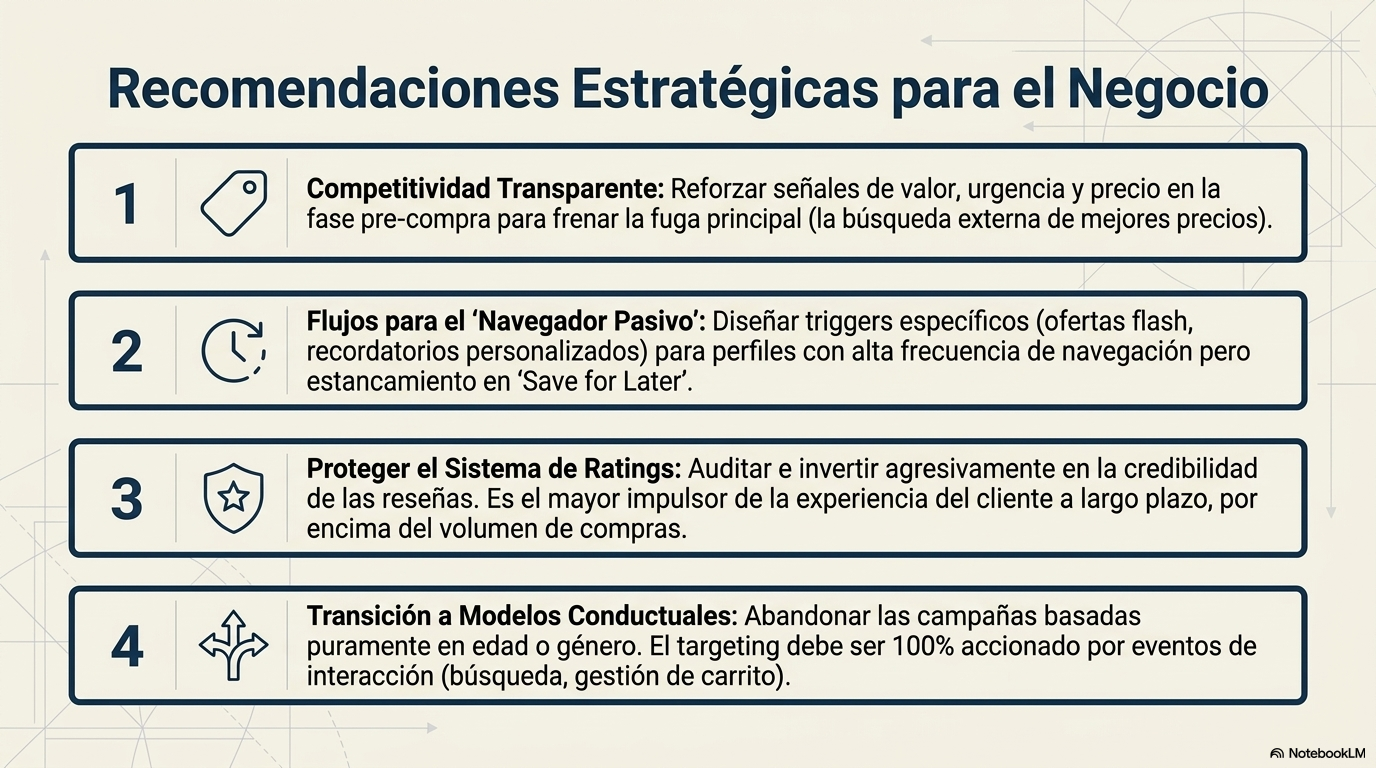 Recomendaciones Estratégicas para el Negocio
1
Competitividad Transparente: Reforzar señales de valor, urgencia y precio en la
fase pre-compra para frenar la fuga principal (la búsqueda externa de mejores precios).
2
Flujos para el ‘Navegador Pasivo’: Diseñar triggers específicos (ofertas flash,
recordatorios personalizados) para perfiles con alta frecuencia de navegación pero
estancamiento en ‘Save for Later’.
3
Proteger el Sistema de Ratings: Auditar e invertir agresivamente en la credibilidad
de las reseñas. Es el mayor impulsor de la experiencia del cliente a largo plazo, por
encima del volumen de compras.
4
Transición a Modelos Conductuales: Abandonar las campañas basadas
puramente en edad o género. El targeting debe ser 100% accionado por eventos de
interacción (búsqueda, gestión de carrito).
NotebookLM